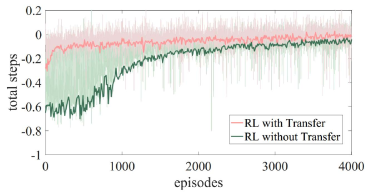 0.2
0
-0.2
-0.4
-0.6
-0.8
-1
total steps
RL with Transfer
RL without Transfer
0 1000 2000 3000 4000
episodes